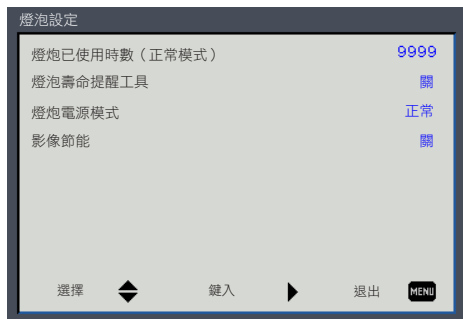 燈泡設定
燈炮已使用時數（正常模式） 9999
燈泡壽命提醒工具 關
燈炮電源模式 正常
影像節能 關
選擇 鍵入 退出 MENU